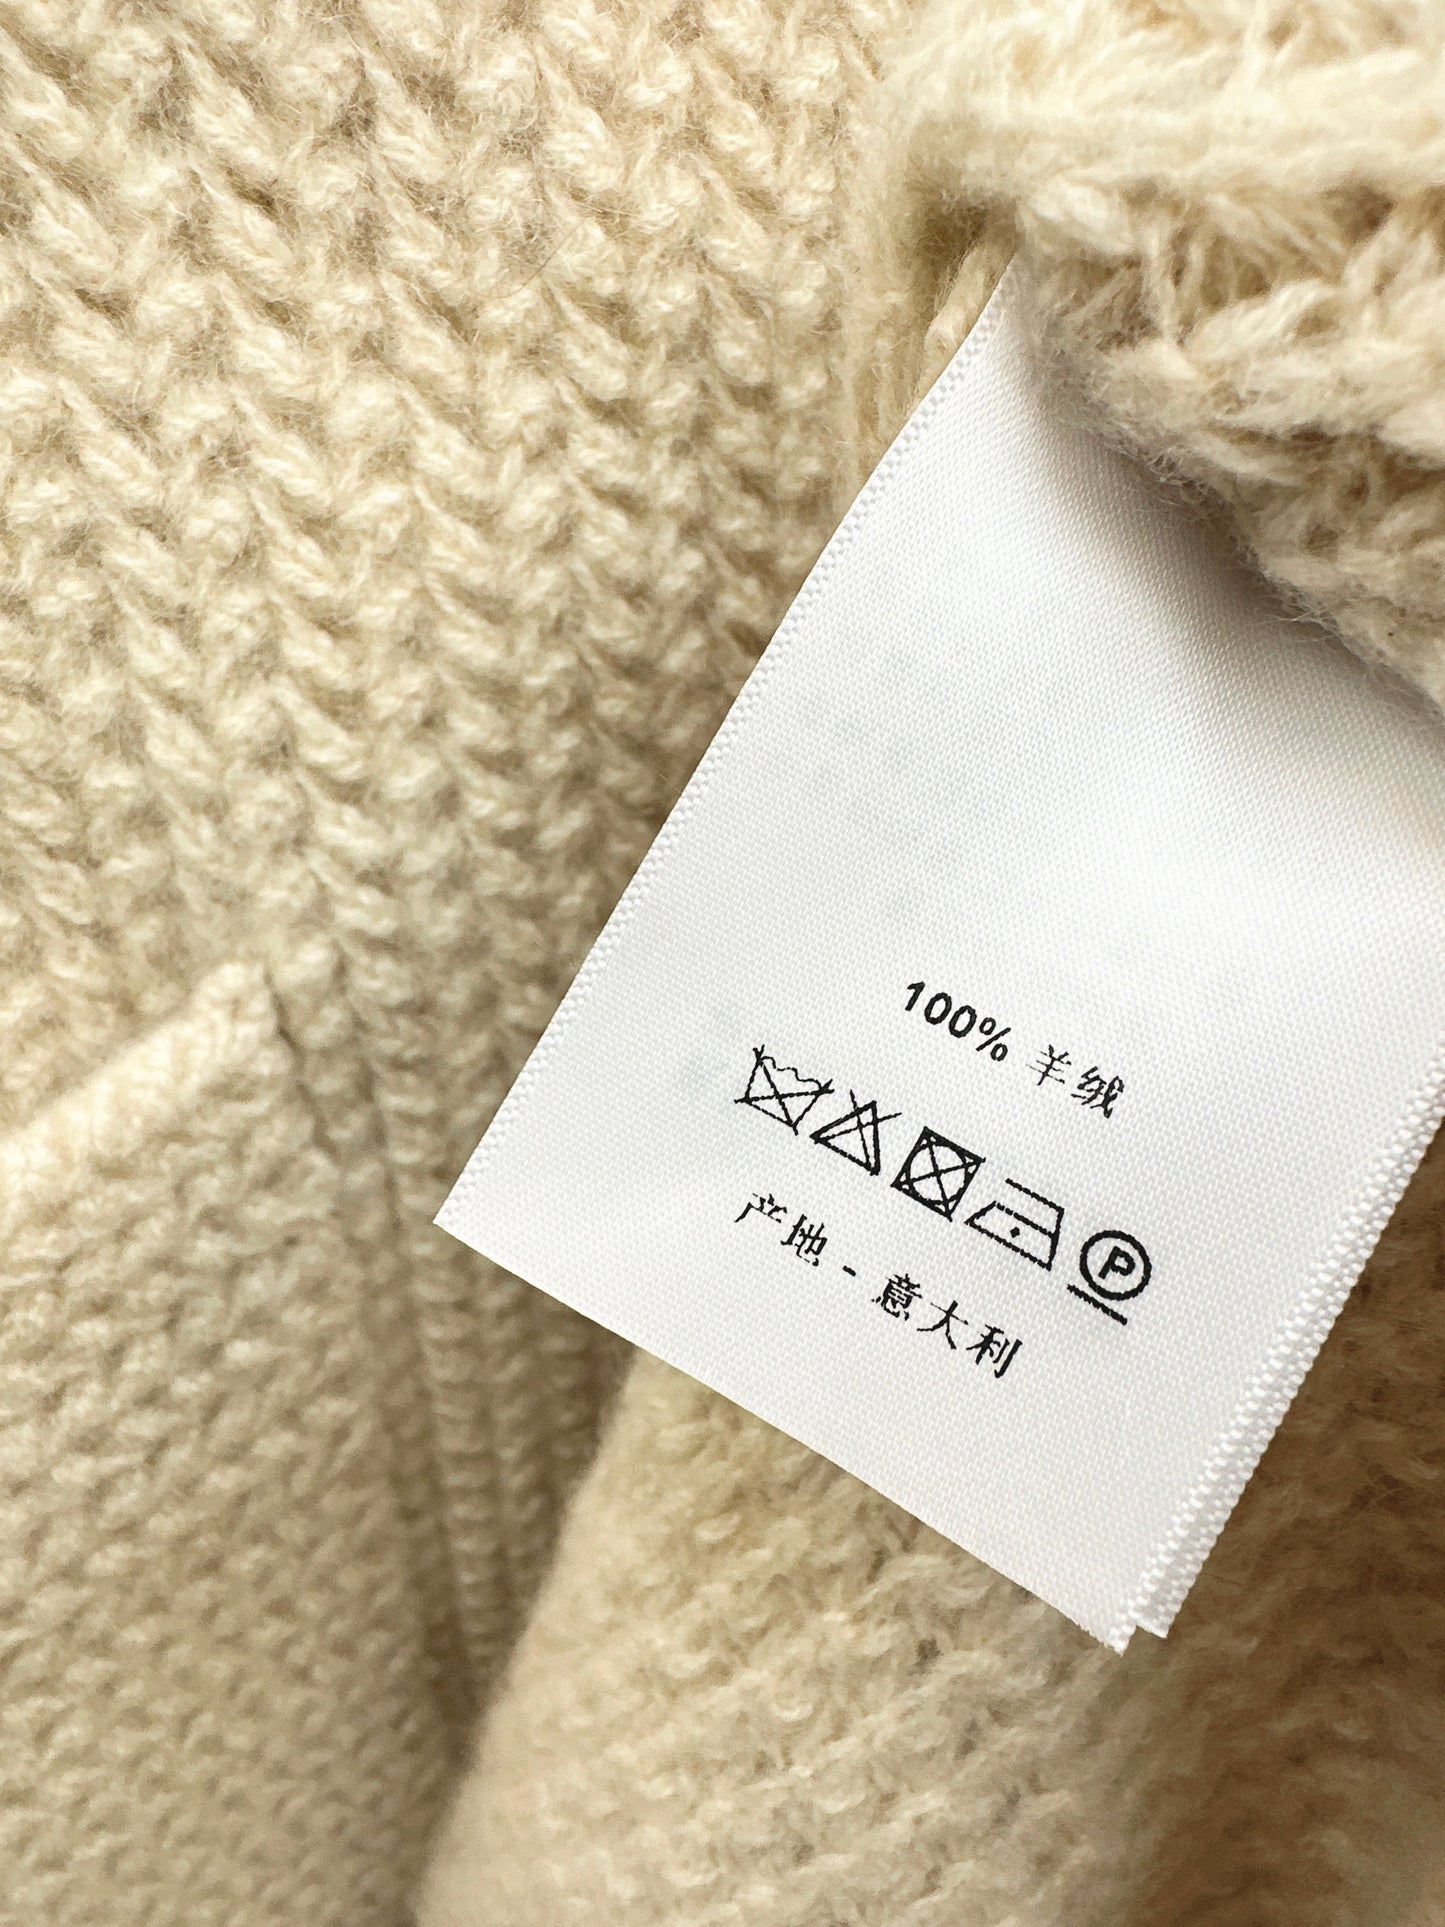 100% 羊绒
P
产地 - 意大利